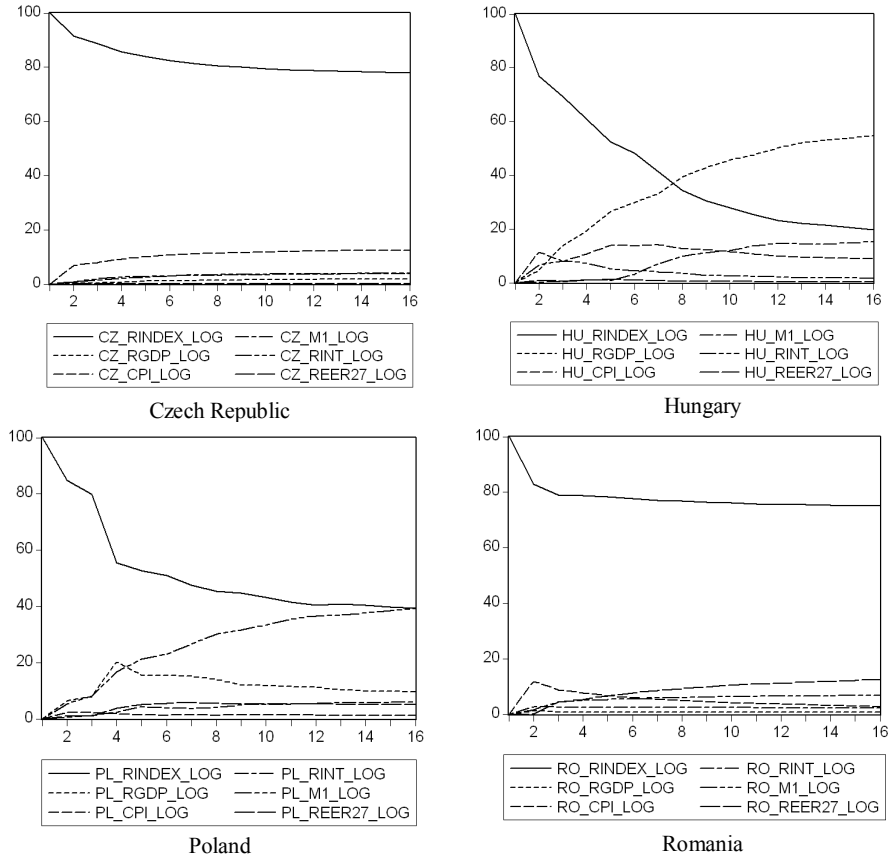 100
80
60
40
20
0
2 4 6 8 10 12 14 16
CZ_RINDEX_LOG CZ_M1_LOG
CZ_RGDP_LOG CZ_RINT_LOG
CZ_CPI_LOG CZ_REER27_LOG
Czech Republic
100
80
60
40
20
0
2 4 6 8 10 12 14 16
HU_RINDEX_LOG HU_M1_LOG
HU_RGDP_LOG HU_RINT_LOG
HU_CPI_LOG HU_REER27_LOG
Hungary
100
80
60
40
20
0
2 4 6 8 10 12 14 16
PL_RINDEX_LOG PL_RINT_LOG
PL_RGDP_LOG PL_M1_LOG
PL_CPI_LOG PL_REER27_LOG
Poland
100
80
60
40
20
0
2 4 6 8 10 12 14 16
RO_RINDEX_LOG RO_RINT_LOG
RO_RGDP_LOG RO_M1_LOG
RO_CPI_LOG RO_REER27_LOG
Romania